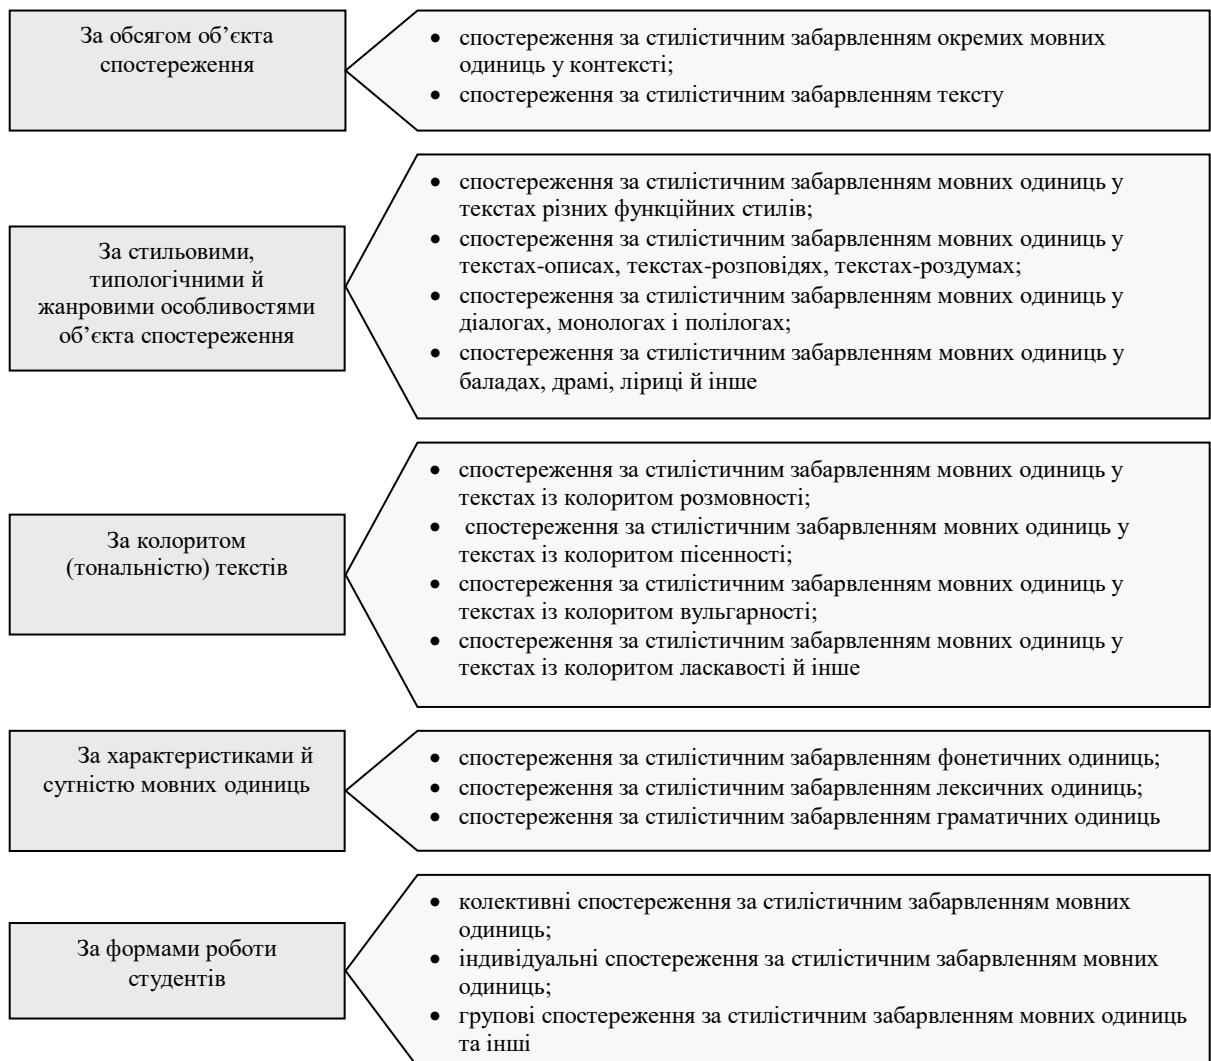 За обсягом об’єкта
спостереження
• спостереження за стилістичним забарвленням окремих мовних
одиниць у контексті;
• спостереження за стилістичним забарвленням тексту
За стильовими,
типологічними й
жанровими особливостями
об’єкта спостереження
• спостереження за стилістичним забарвленням мовних одиниць у
текстах різних функційних стилів;
• спостереження за стилістичним забарвленням мовних одиниць у
текстах-описах, текстах-розповідях, текстах-роздумах;
• спостереження за стилістичним забарвленням мовних одиниць у
діалогах, монологах і полілогах;
• спостереження за стилістичним забарвленням мовних одиниць у
баладах, драмі, ліриці й інше
За колоритом
(тональністю) текстів
• спостереження за стилістичним забарвленням мовних одиниць у
текстах із колоритом розмовності;
• спостереження за стилістичним забарвленням мовних одиниць у
текстах із колоритом пісенності;
• спостереження за стилістичним забарвленням мовних одиниць у
текстах із колоритом вульгарності;
• спостереження за стилістичним забарвленням мовних одиниць у
текстах із колоритом ласкавості й інше
За характеристиками й
сутністю мовних одиниць
• спостереження за стилістичним забарвленням фонетичних одиниць;
• спостереження за стилістичним забарвленням лексичних одиниць;
• спостереження за стилістичним забарвленням граматичних одиниць
За формами роботи
студентів
• колективні спостереження за стилістичним забарвленням мовних
одиниць;
• індивідуальні спостереження за стилістичним забарвленням мовних
одиниць;
• групові спостереження за стилістичним забарвленням мовних одиниць
та інші